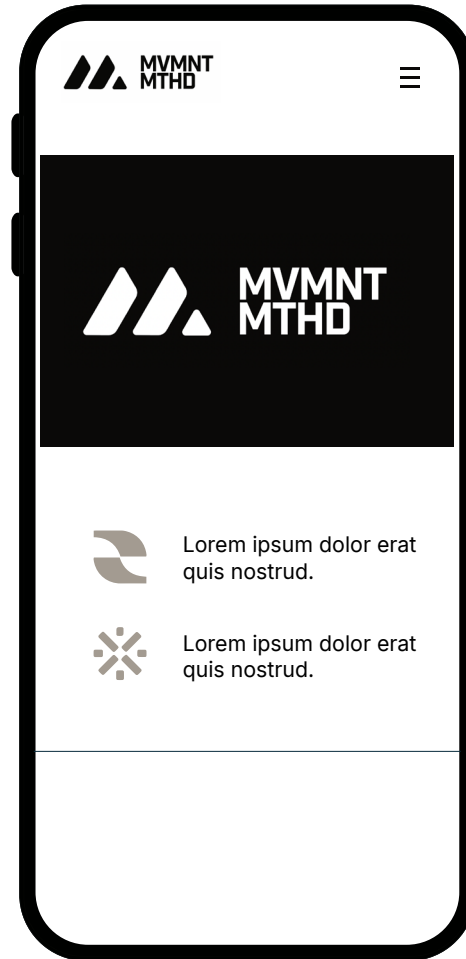 MVMNT
MTHD
MVMNT
MTHD
Lorem ipsum dolor erat
quis nostrud.
Lorem ipsum dolor erat
quis nostrud.